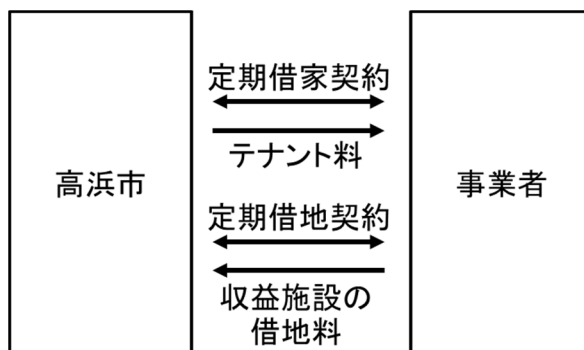 高浜市
定期借家契約
テナント料
定期借地契約
収益施設の
借地料
事業者